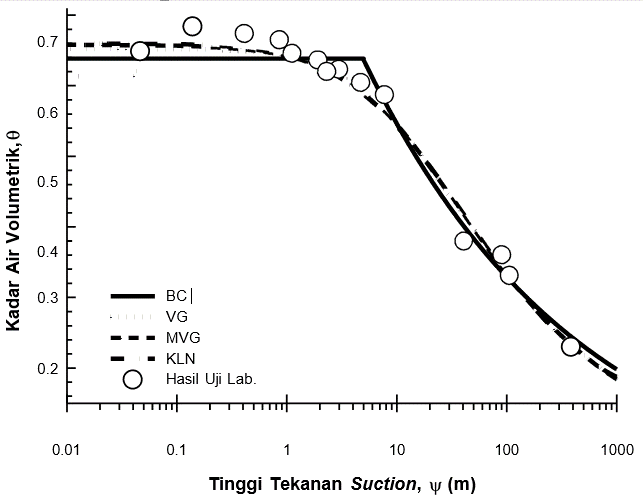 0.7
0.6
0.5
0.4
0.3
0.2
Kadar Air Volumetrik,θ
BC
VG
MVG
KLN
Hasil Uji Lab.
0.01 0.1 1 10 100 1000
Tinggi Tekanan Suction, ψ (m)